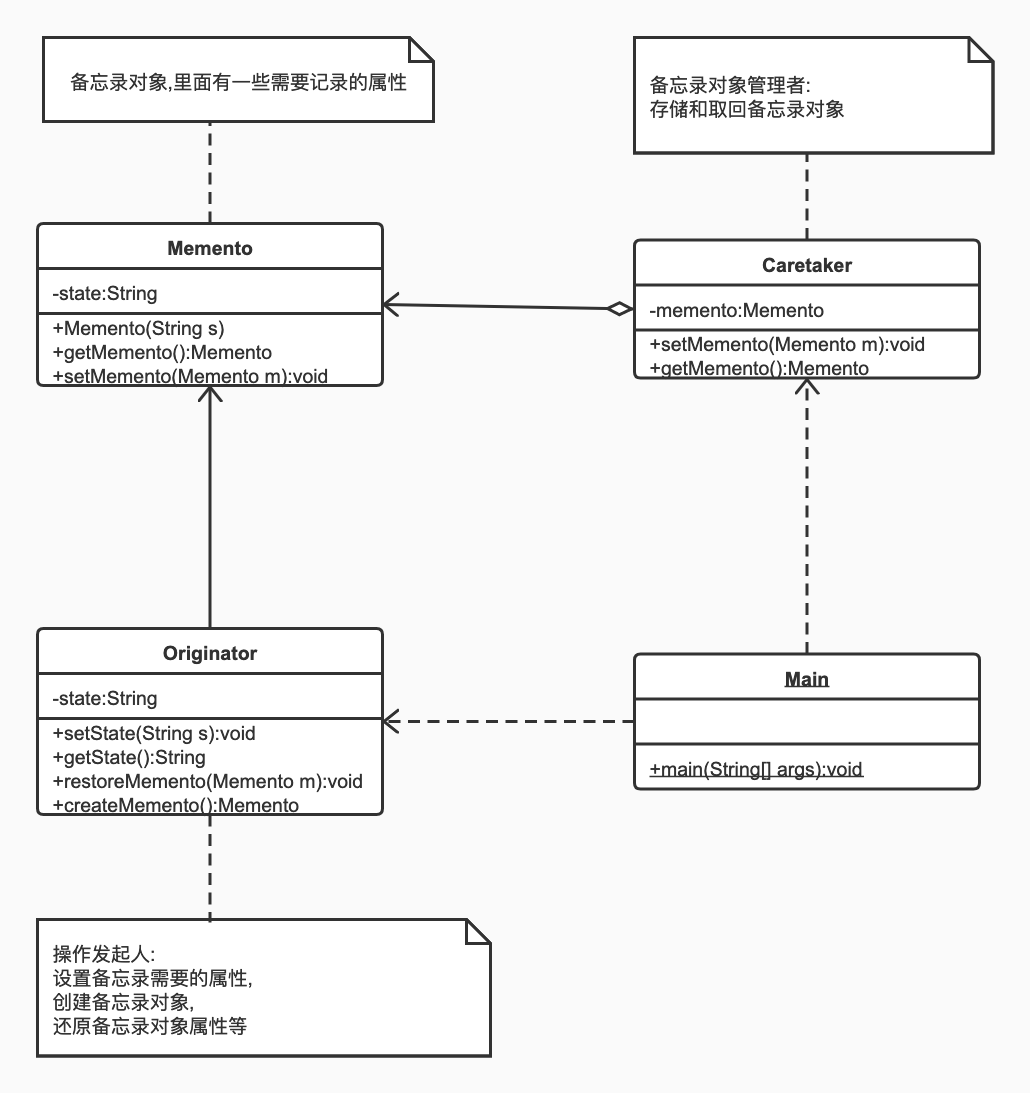 备忘录对象,里面有一些需要记录的属性
备忘录对象管理者:
存储和取回备忘录对象
Memento
-state:String
+Memento(String s)
+getMemento():Memento
+setMemento(Memento m):void
Caretaker
-memento:Memento
+setMemento(Memento m):void
+getMemento():Memento
Originator
-state:String
+setState(String s):void
+getState():String
+restoreMemento(Memento m):void
+createMemento():Memento
Main
+main(String[] args):void
操作发起人:
设置备忘录需要的属性,
创建备忘录对象,
还原备忘录对象属性等